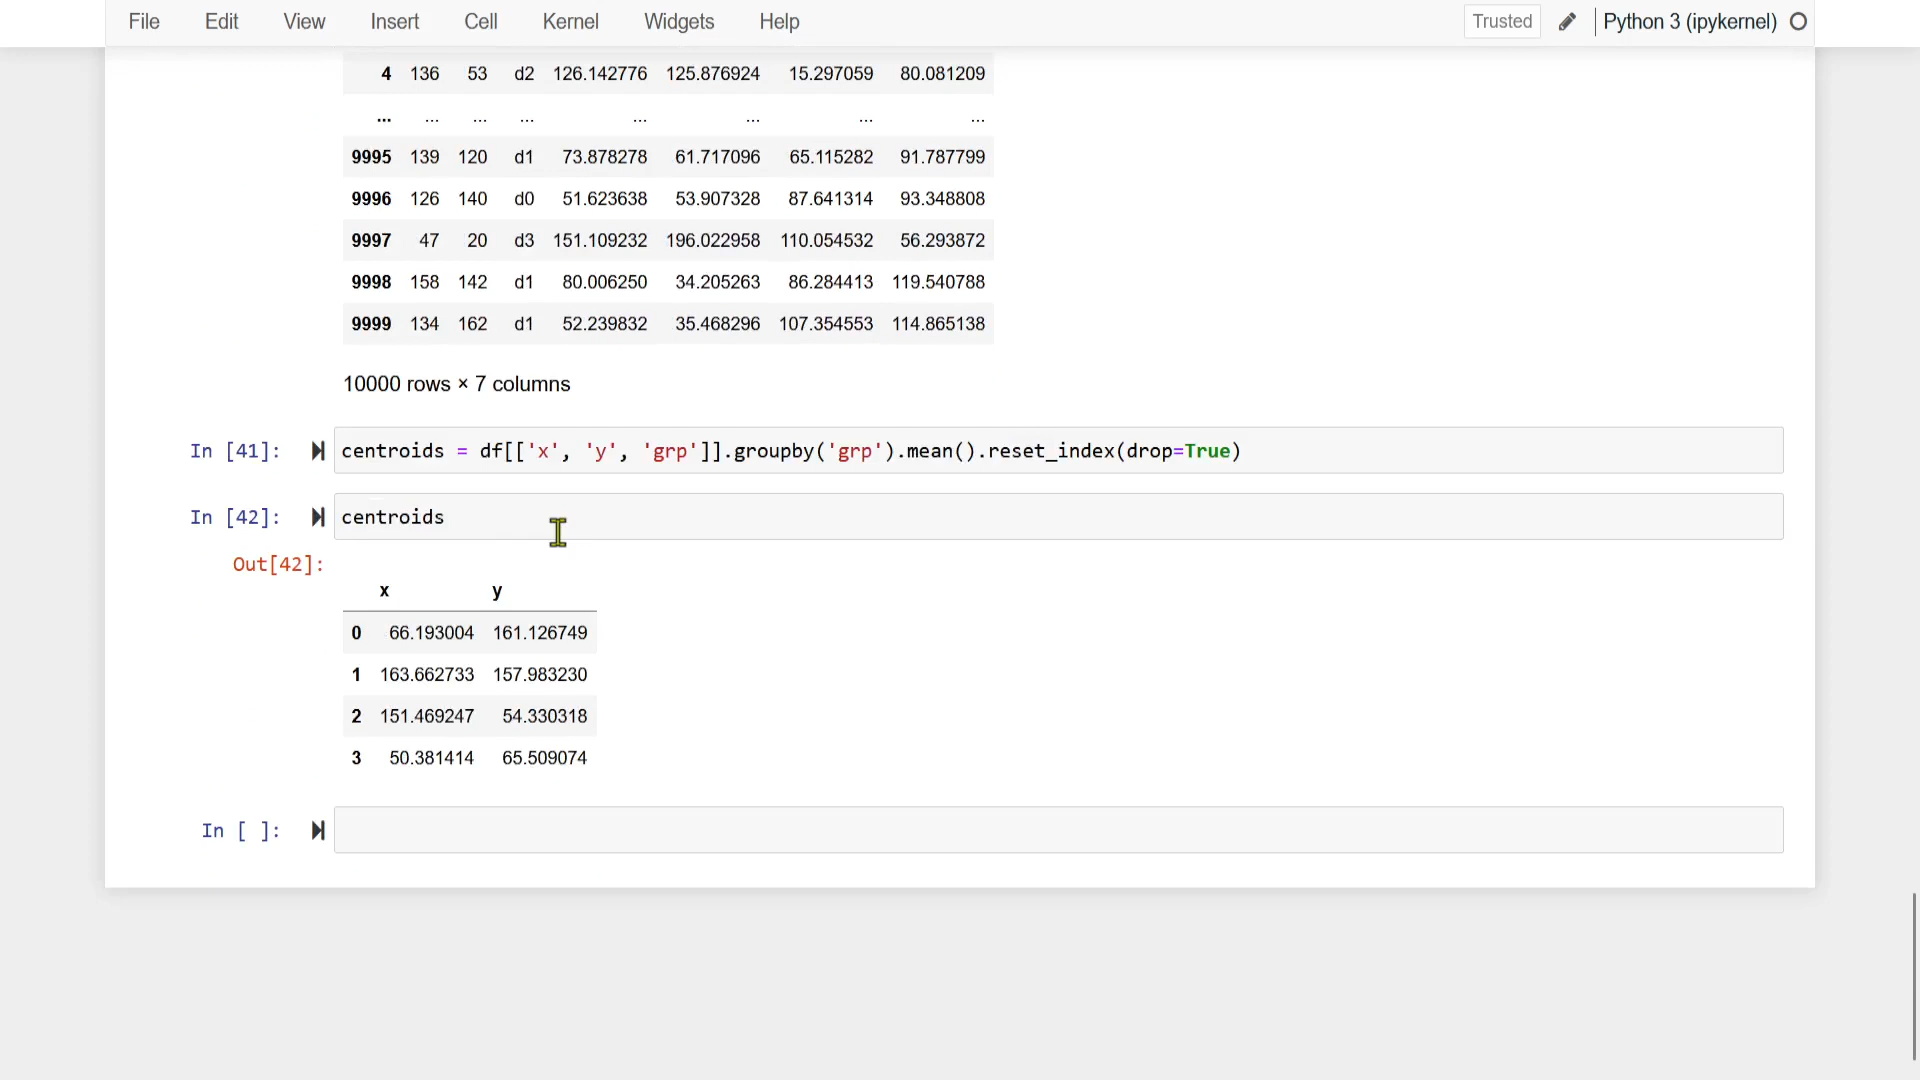 File Edit View Insert Cell Kernel Widgets Help Trusted Python 3 (ipykernel)
4 136 53 d2 126.142776 125.876924 15.297059 80.081209
... ... ... ... ... ... ... ...
9995 139 120 d1 73.878278 61.717096 65.115282 91.787799
9996 126 140 d0 51.623638 53.907328 87.641314 93.348808
9997 47 20 d3 151.109232 196.022958 110.054532 56.293872
9998 158 142 d1 80.006250 34.205263 86.284413 119.540788
9999 134 162 d1 52.239832 35.468296 107.354553 114.865138
10000 rows × 7 columns
In [41]: centroids = df[['x', 'y', 'grp']].groupby('grp').mean().reset_index(drop=True)
In [42]: centroids
Out[42]:
x y
0 66.193004 161.126749
1 163.662733 157.983230
2 151.469247 54.330318
3 50.381414 65.509074
In [ ]: